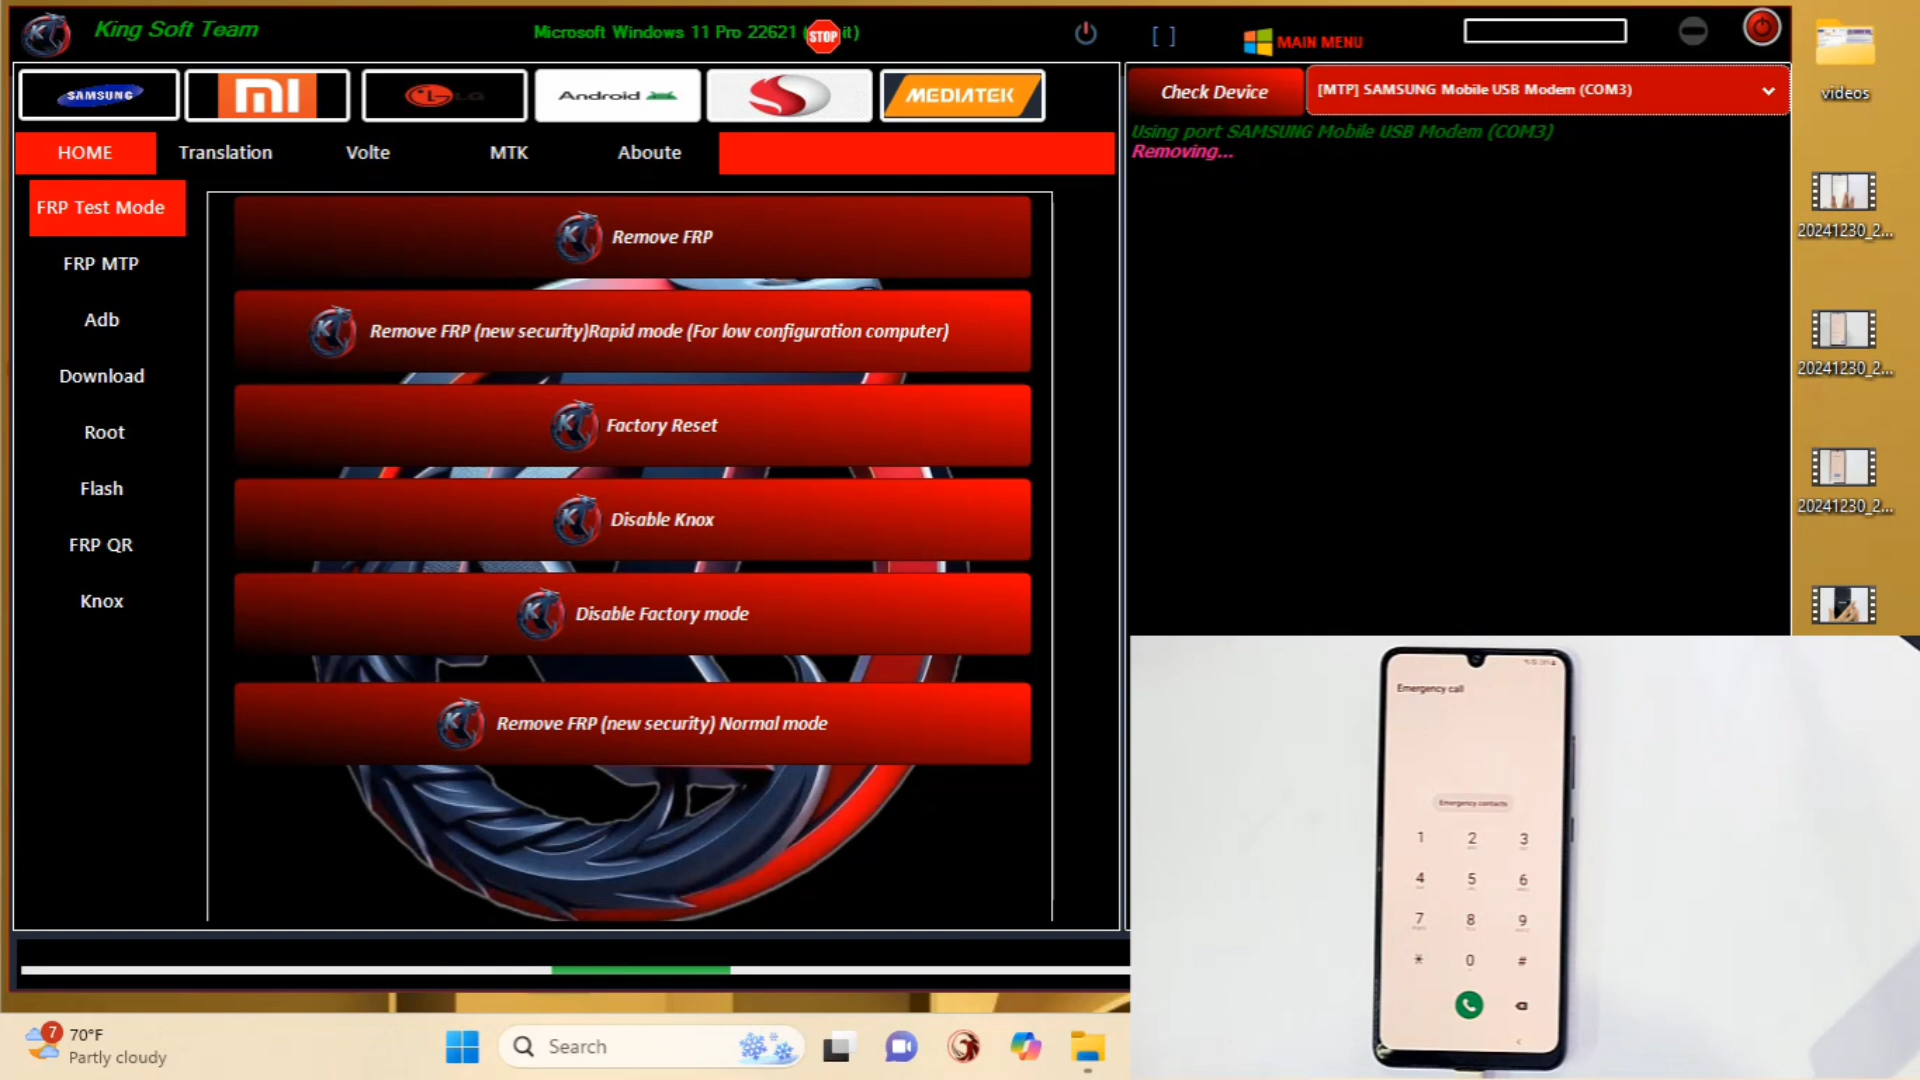 King Soft Team
Microsoft Windows 11 Pro 22621 (
it)
STOP
[ ]
MAIN MENU
SAMSUNG
LG
Android
MEDIATEK
Check Device
[MTP] SAMSUNG Mobile USB Modem (COM3)
HOME
Translation
Volte
MTK
Aboute
Using port SAMSUNG Mobile USB Modem (COM3)
Removing...
FRP Test Mode
FRP MTP
Adb
Download
Root
Flash
FRP QR
Knox
Remove FRP
Remove FRP (new security)Rapid mode (For low configuration computer)
Factory Reset
Disable Knox
Disable Factory mode
Remove FRP (new security) Normal mode
videos
20241230_2...
20241230_2...
20241230_2...
Emergency call
Emergency contacts
1 2 3
4 5 6
7 8 9
* 0 #
7
70°F
Partly cloudy
Search